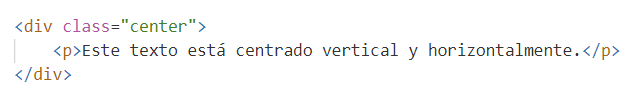 <div class="center">
<p>Este texto está centrado vertical y horizontalmente.</p>
</div>